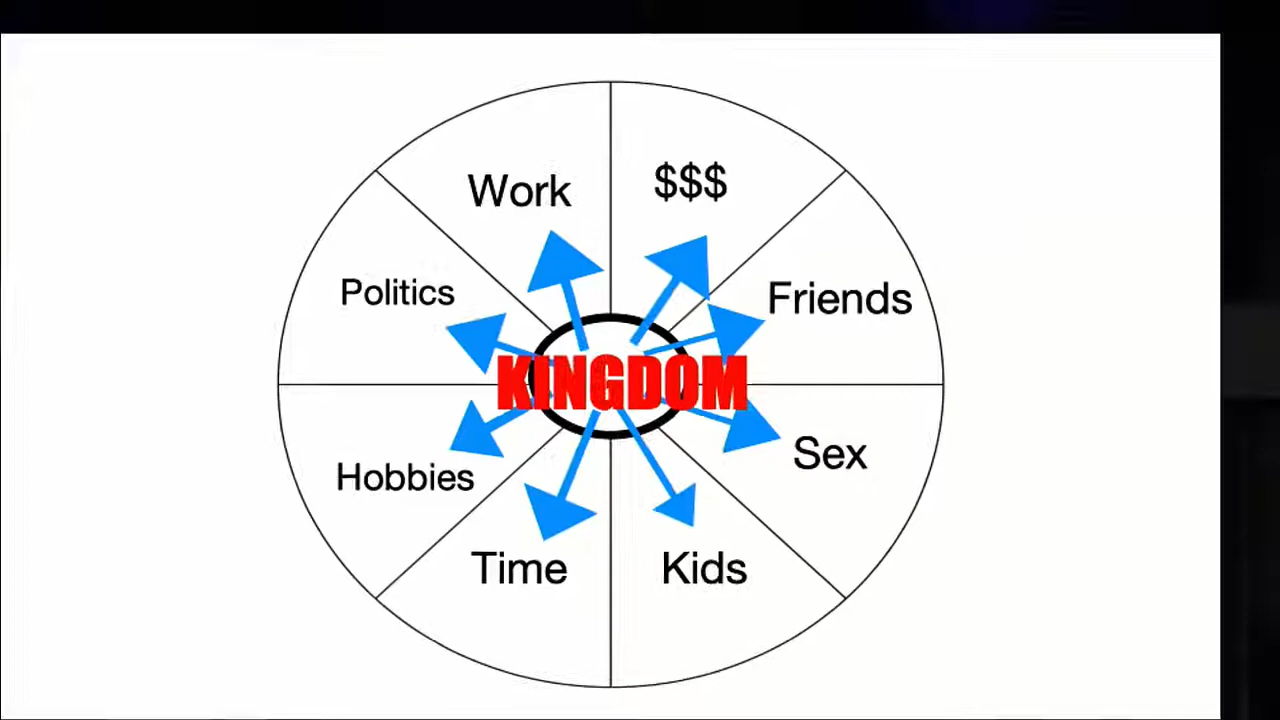 Work
$$$
Politics
Friends
KINGDOM
Hobbies
Sex
Time
Kids